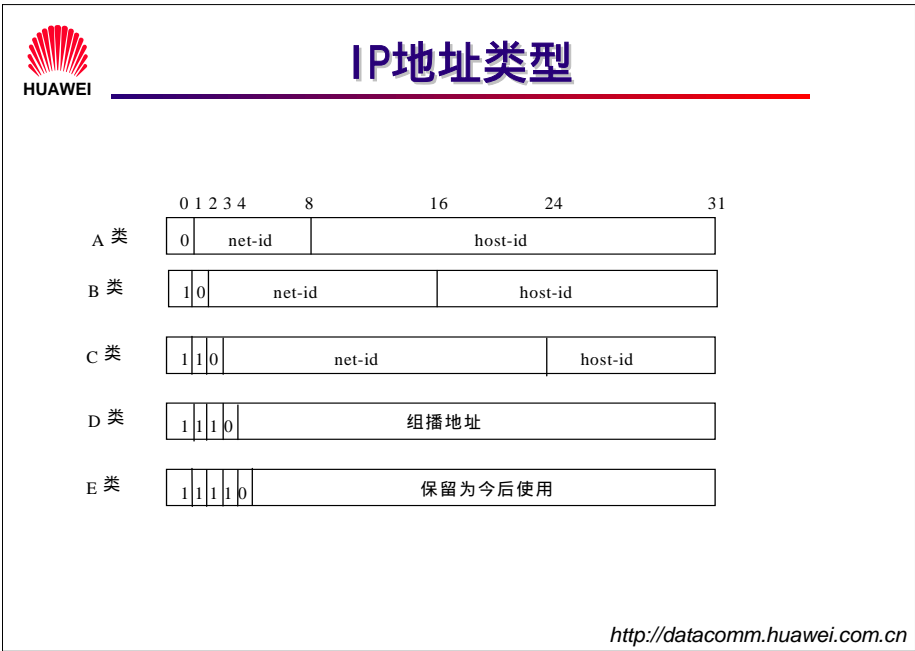 HUAWEI
IP地址类型
0 1 2 3 4 8 16 24 31
A 类 0 net-id host-id
B 类 1 0 net-id host-id
C 类 1 1 0 net-id host-id
D 类 1 1 1 0 组播地址
E 类 1 1 1 1 0 保留为今后使用
http://datacomm.huawei.com.cn